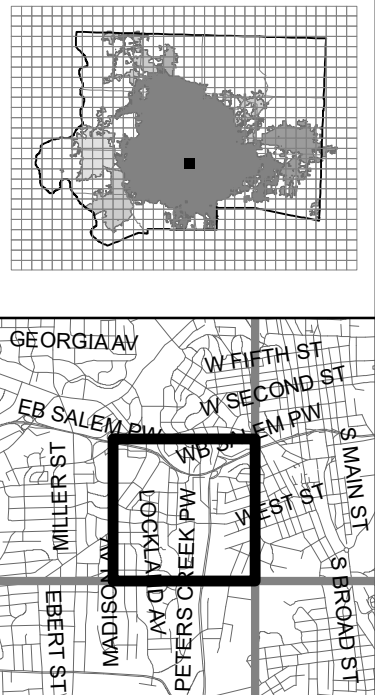 GEORGIA AV
W FIFTH ST
W SECOND ST
EB SALEM PW
WB SALEM PW
S MAIN ST
MILLER ST
LOCKLAND AV
PETERS CREEK PW
WEST ST
MADISON AV
EBERT ST
S BROAD ST